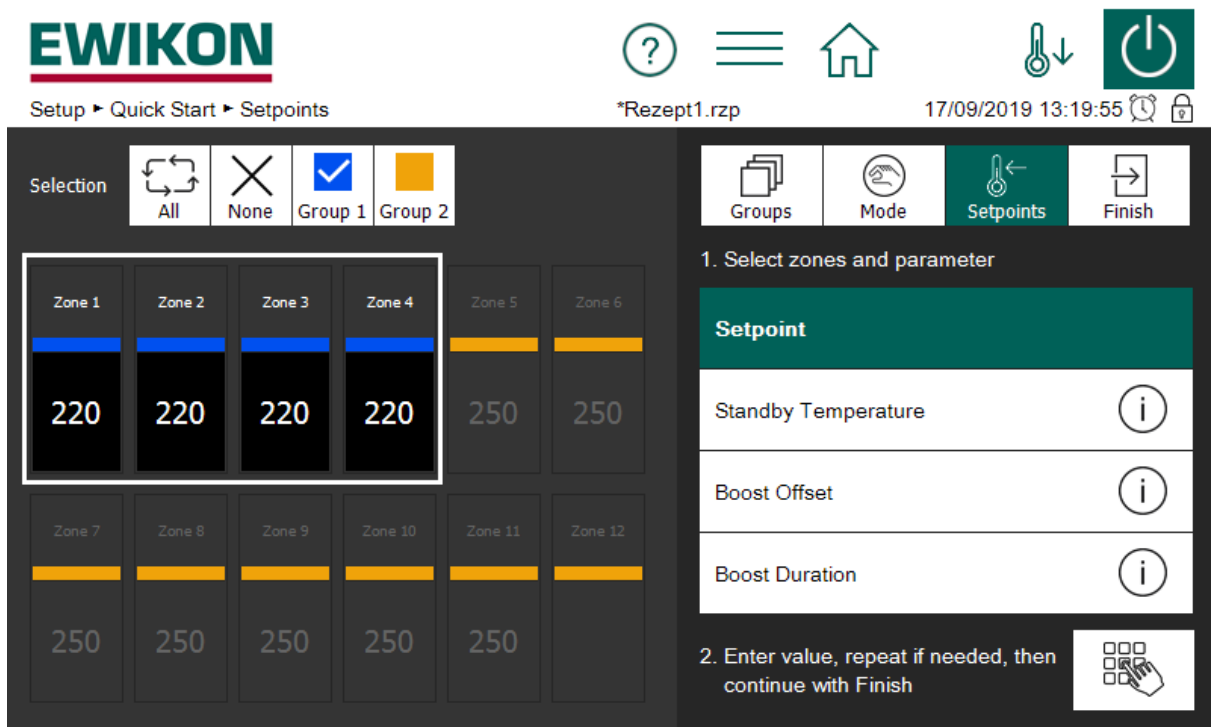 EWIKON
?
Setup ► Quick Start ► Setpoints
*Rezept1.rzp
17/09/2019 13:19:55
Selection
All
None
Group 1
Group 2
Groups
Mode
Setpoints
Finish
1. Select zones and parameter
Zone 1 Zone 2 Zone 3 Zone 4 Zone 5 Zone 6
220 220 220 220 250 250
Zone 7 Zone 8 Zone 9 Zone 10 Zone 11 Zone 12
250 250 250 250 250
Setpoint
Standby Temperature i
Boost Offset i
Boost Duration i
2. Enter value, repeat if needed, then
continue with Finish